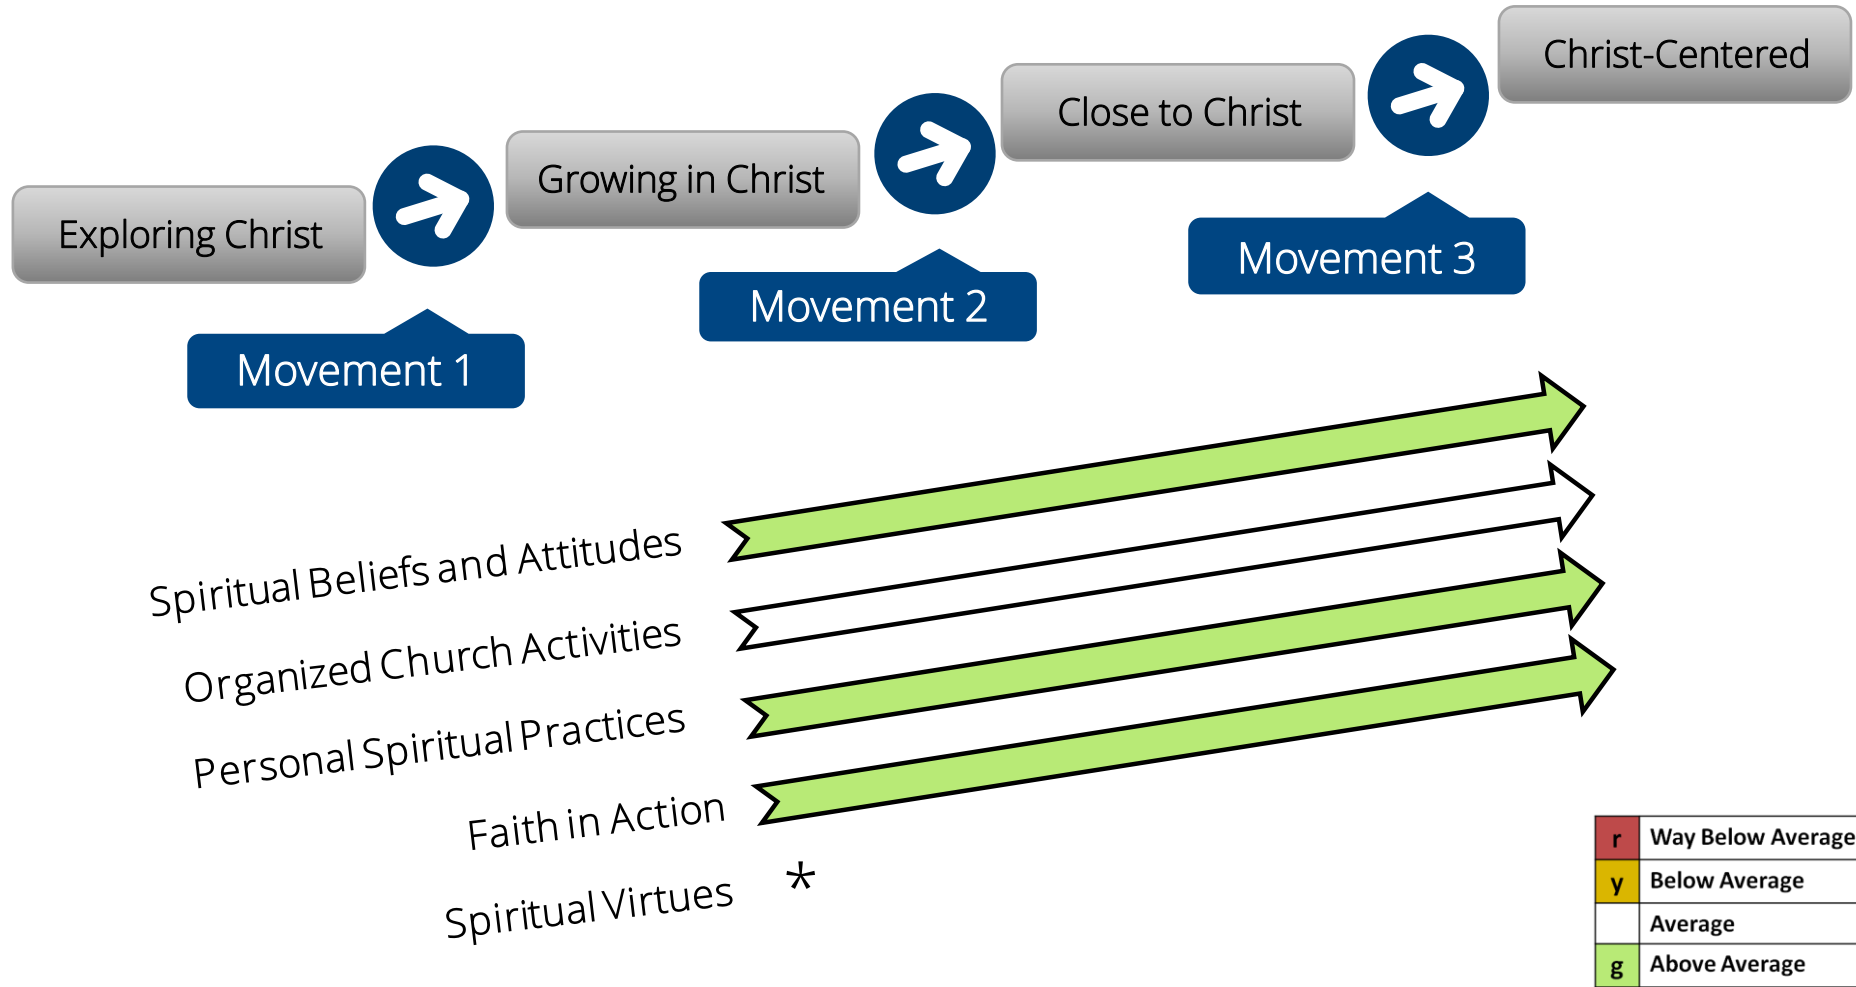 Christ-Centered
Close to Christ
Growing in Christ
Exploring Christ
Movement 3
Movement 2
Movement 1
Spiritual Beliefs and Attitudes
Organized Church Activities
Personal Spiritual Practices
Faith in Action
Spiritual Virtues *
r Way Below Average
y Below Average
Average
g Above Average